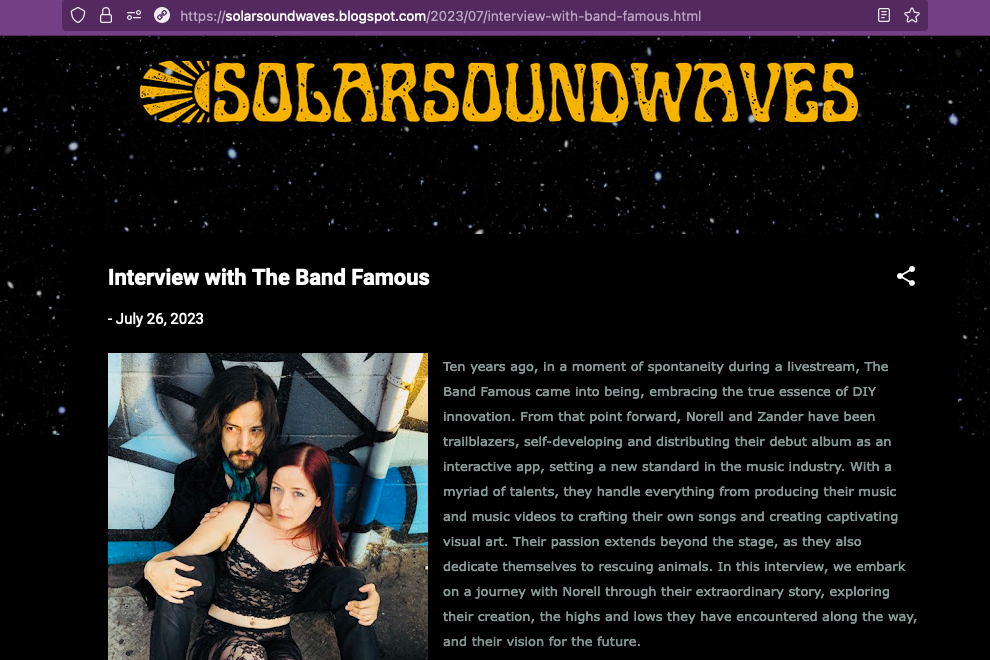 https://solarsoundwaves.blogspot.com/2023/07/interview-with-band-famous.html
SOLARSOUNDWAVES
Interview with The Band Famous
- July 26, 2023
Ten years ago, in a moment of spontaneity during a livestream, The
Band Famous came into being, embracing the true essence of DIY
innovation. From that point forward, Norell and Zander have been
trailblazers, self-developing and distributing their debut album as an
interactive app, setting a new standard in the music industry. With a
myriad of talents, they handle everything from producing their music
and music videos to crafting their own songs and creating captivating
visual art. Their passion extends beyond the stage, as they also
dedicate themselves to rescuing animals. In this interview, we embark
on a journey with Norell through their extraordinary story, exploring
their creation, the highs and lows they have encountered along the way,
and their vision for the future.